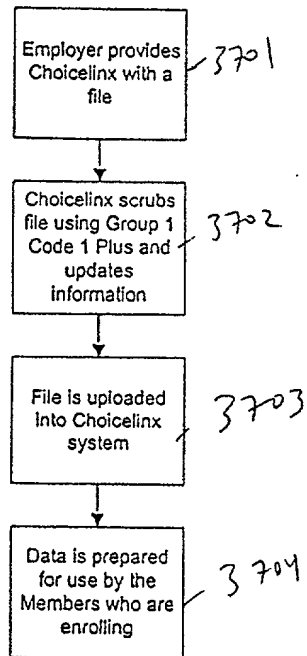 Employer provides
Choicelinx with a
file
3701
Choicelinx scrubs
file using Group 1
Code 1 Plus and
updates
information
3702
File is uploaded
into Choicelinx
system
3703
Data is prepared
for use by the
Members who are
enrolling
3704